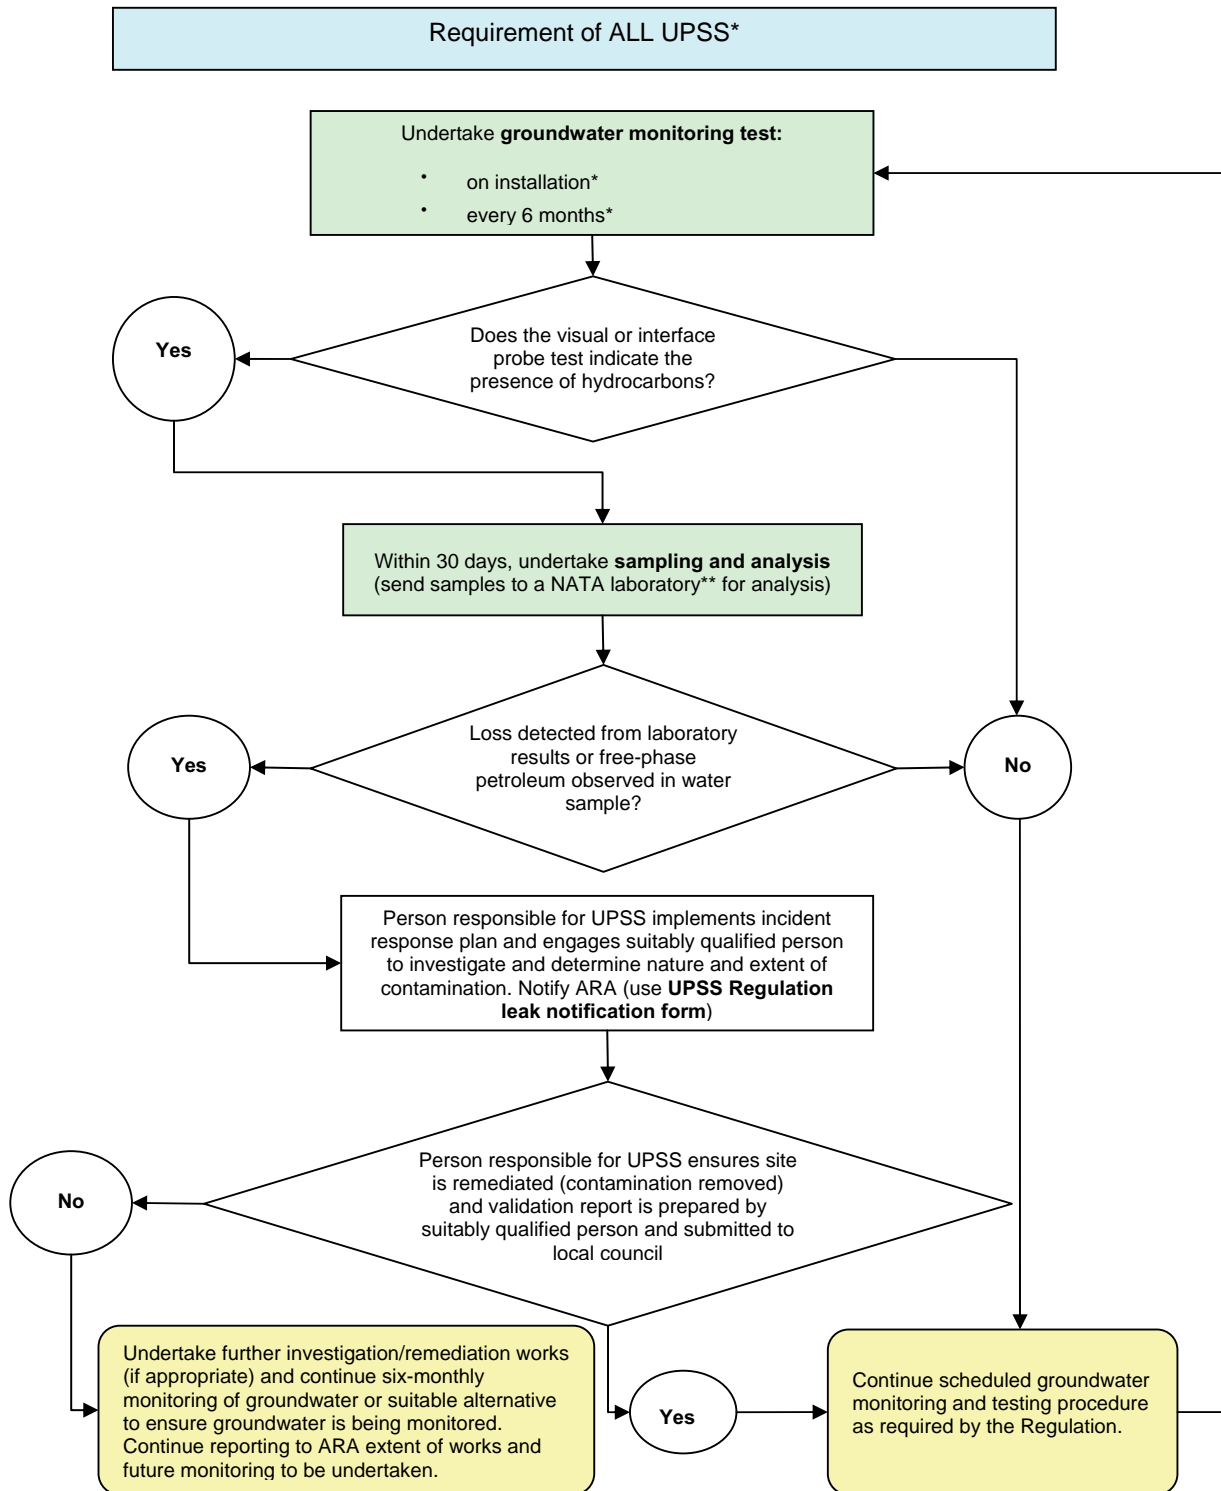 Requirement of ALL UPSS*
Undertake groundwater monitoring test:
• on installation*
• every 6 months*
Does the visual or interface
probe test indicate the
presence of hydrocarbons?
Yes
Within 30 days, undertake sampling and analysis
(send samples to a NATA laboratory** for analysis)
Loss detected from laboratory
results or free-phase
petroleum observed in water
sample?
Yes
No
Person responsible for UPSS implements incident
response plan and engages suitably qualified person
to investigate and determine nature and extent of
contamination. Notify ARA (use UPSS Regulation
leak notification form)
Person responsible for UPSS ensures site
is remediated (contamination removed)
and validation report is prepared by
suitably qualified person and submitted to
local council
No
Undertake further investigation/remediation works
(if appropriate) and continue six-monthly
monitoring of groundwater or suitable alternative
to ensure groundwater is being monitored.
Continue reporting to ARA extent of works and
future monitoring to be undertaken.
Yes
Continue scheduled groundwater
monitoring and testing procedure
as required by the Regulation.